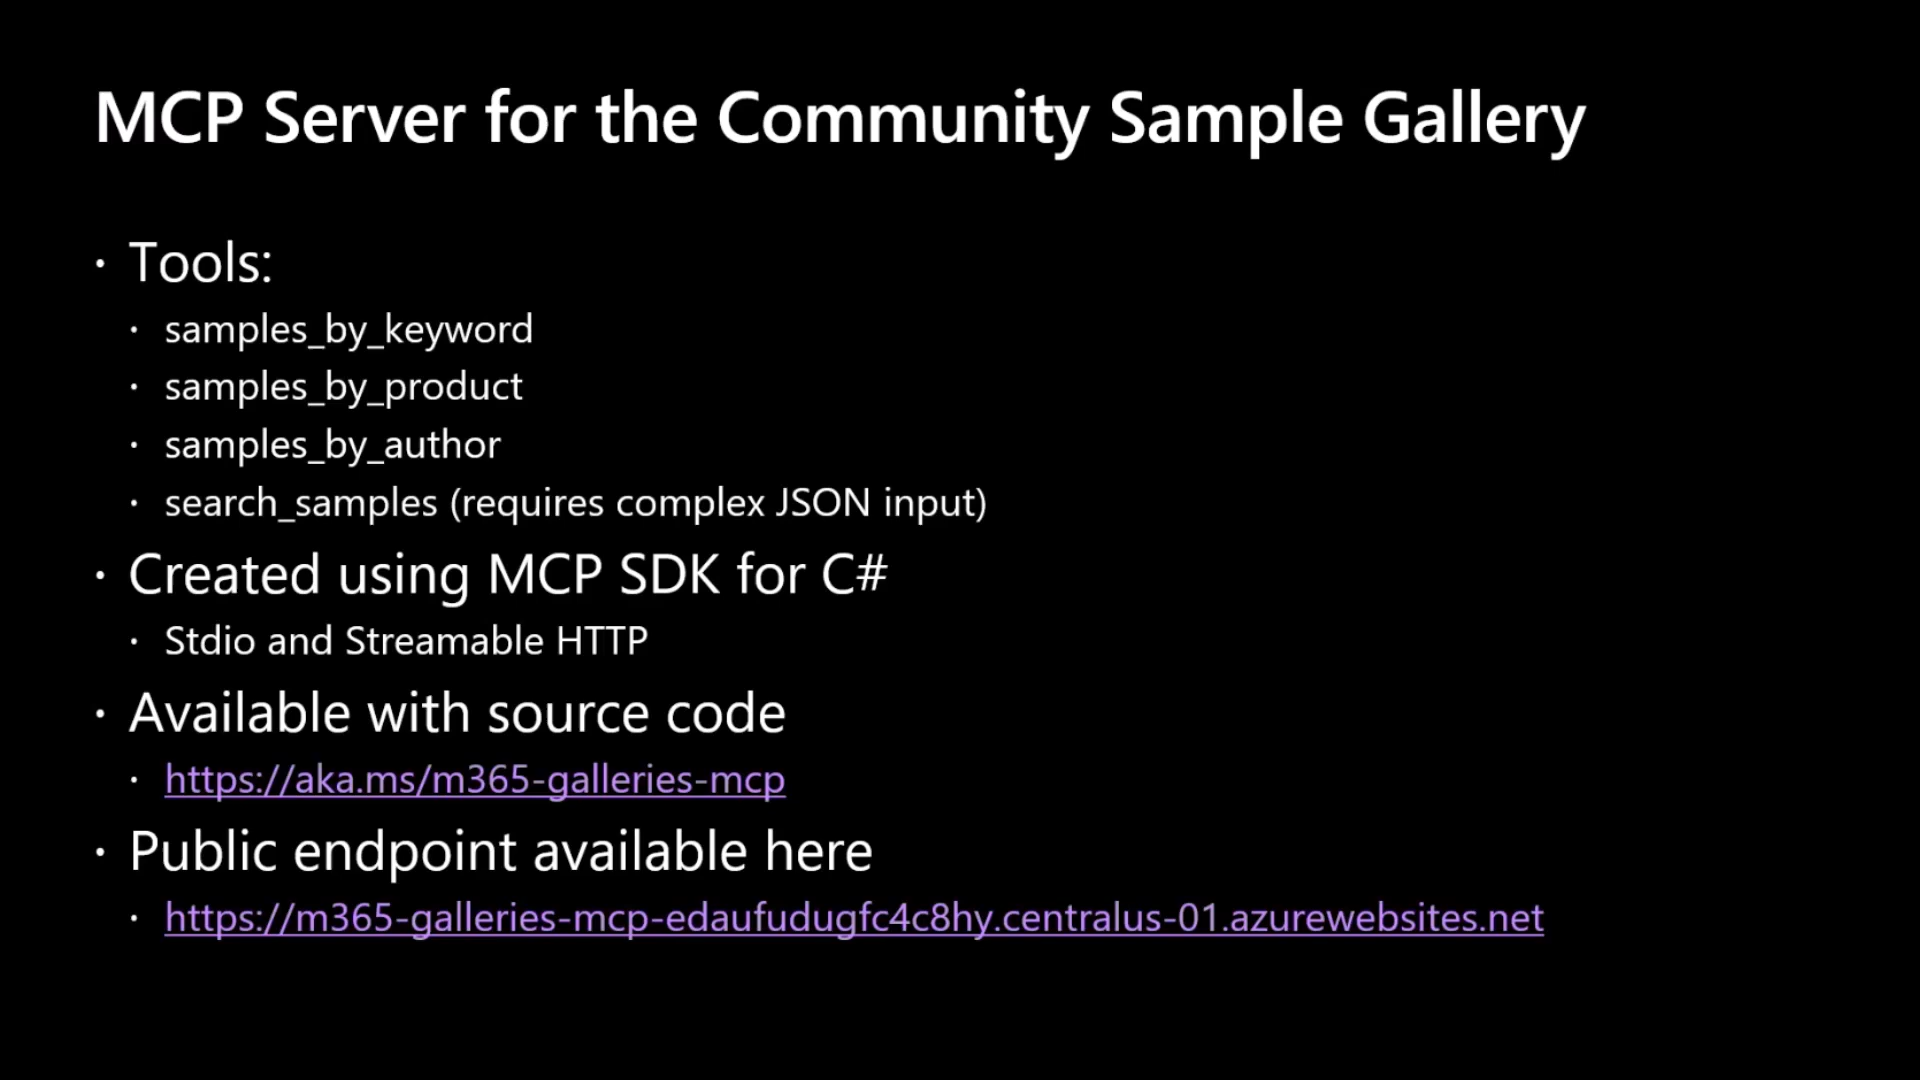 MCP Server for the Community Sample Gallery
• Tools:
• samples_by_keyword
• samples_by_product
• samples_by_author
• search_samples (requires complex JSON input)
• Created using MCP SDK for C#
• Stdio and Streamable HTTP
• Available with source code
• https://aka.ms/m365-galleries-mcp
• Public endpoint available here
• https://m365-galleries-mcp-edaufudugfc4c8hy.centralus-01.azurewebsites.net